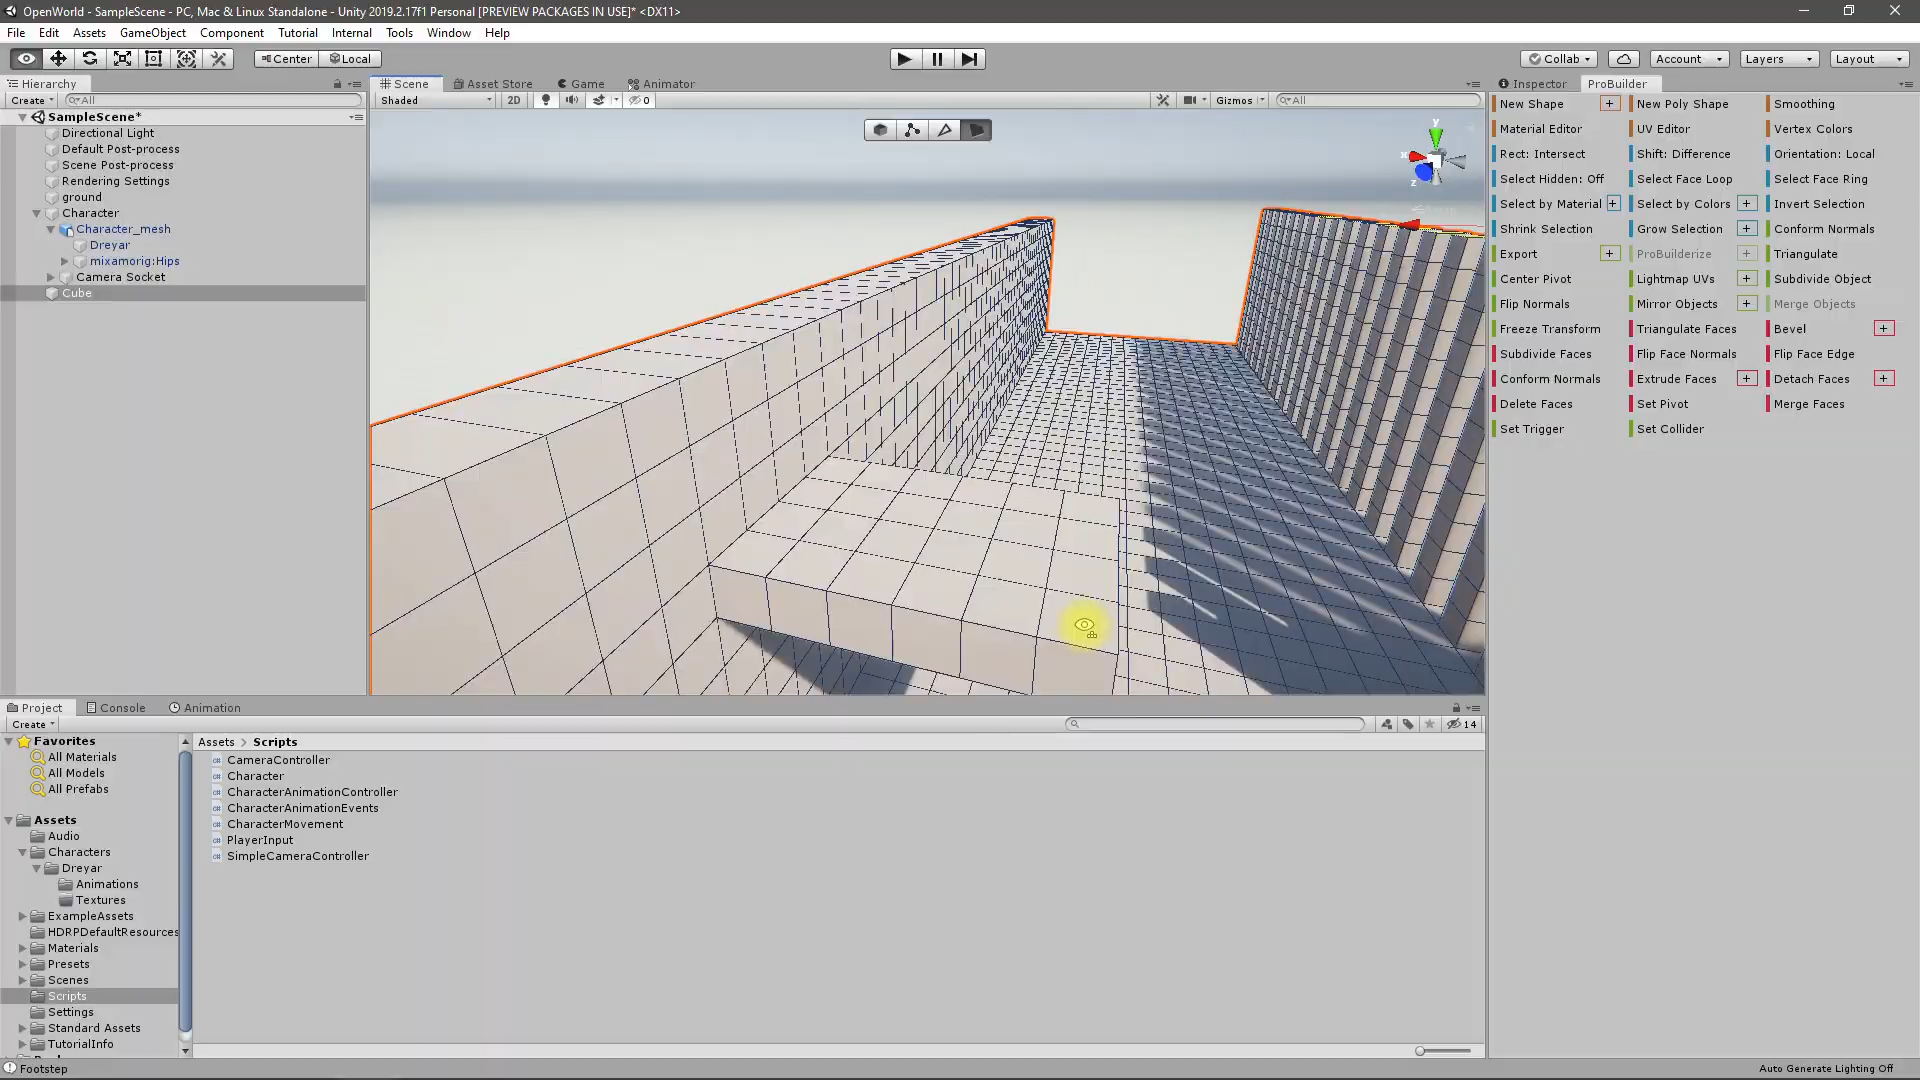 OpenWorld - SampleScene - PC, Mac & Linux Standalone - Unity 2019.2.17f1 Personal [PREVIEW PACKAGES IN USE]* <DX11>
File Edit Assets GameObject Component Tutorial Internal Tools Window Help
Center Local Collab Account Layers Layout
Hierarchy
Create All
SampleScene*
Directional Light
Default Post-process
Scene Post-process
Rendering Settings
ground
Character
Character_mesh
Dreyar
mixamorig:Hips
Camera Socket
Cube
Scene Asset Store Game Animator
Shaded 2D 0 Gizmos All
y
x
z
Inspector ProBuilder
New Shape + New Poly Shape Smoothing
Material Editor UV Editor Vertex Colors
Rect: Intersect Shift: Difference Orientation: Local
Select Hidden: Off Select Face Loop Select Face Ring
Select by Material + Select by Colors + Invert Selection
Shrink Selection Grow Selection + Conform Normals
Export + ProBuilderize + Triangulate
Center Pivot Lightmap UVs + Subdivide Object
Flip Normals Mirror Objects + Merge Objects
Freeze Transform Triangulate Faces Bevel +
Subdivide Faces Flip Face Normals Flip Face Edge
Conform Normals Extrude Faces + Detach Faces +
Delete Faces Set Pivot Merge Faces
Set Trigger Set Collider
Project Console Animation
Create 14
Favorites
All Materials
All Models
All Prefabs
Assets
Audio
Characters
Dreyar
Animations
Textures
ExampleAssets
HDRPDefaultResources
Materials
Presets
Scenes
Scripts
Settings
Standard Assets
TutorialInfo
Assets > Scripts
CameraController
Character
CharacterAnimationController
CharacterAnimationEvents
CharacterMovement
PlayerInput
SimpleCameraController
Footstep
Auto Generate Lighting Off